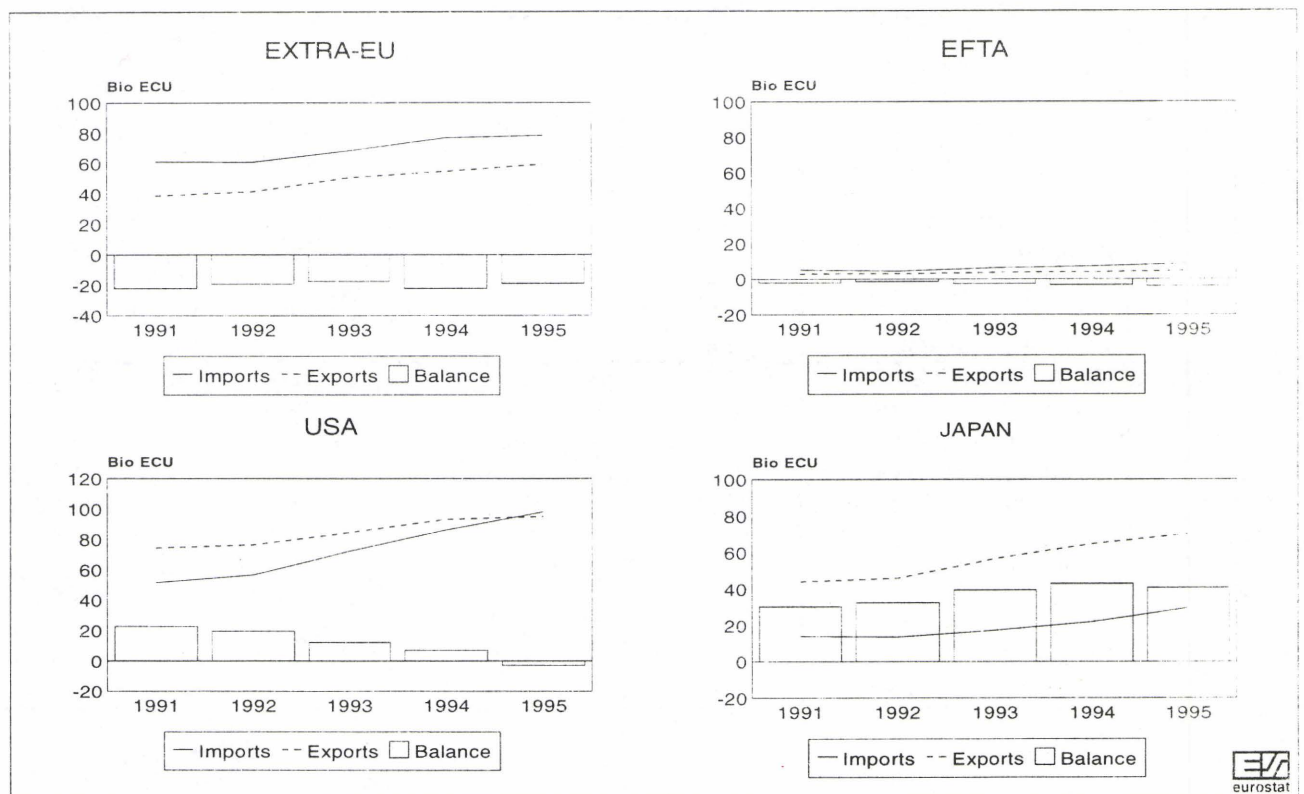 EXTRA-EU
Bio ECU
100
80
60
40
20
0
-20
-40
1991 1992 1993 1994 1995
Imports Exports Balance
EFTA
Bio ECU
100
80
60
40
20
0
-20
1991 1992 1993 1994 1995
Imports Exports Balance
USA
Bio ECU
120
100
80
60
40
20
0
-20
1991 1992 1993 1994 1995
Imports Exports Balance
JAPAN
Bio ECU
100
80
60
40
20
0
-20
1991 1992 1993 1994 1995
Imports Exports Balance
eurostat